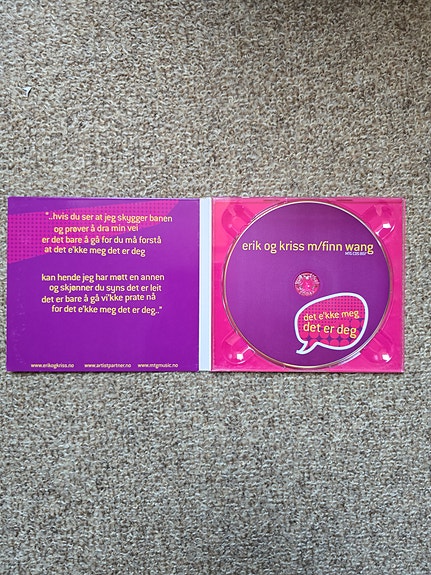 "..hvis du ser at jeg skygger banen
og prøver å dra min vei
er det bare å gå for du må forstå
at det e'kke meg det er deg
kan hende jeg har møtt en annen
og skjønner du syns det er leit
det er bare å gå vi'kke prate nå
for det e'kke meg det er deg.."
www.erikogkriss.no www.artistpartner.no www.mtgmusic.no
erik og kriss m/finn wang
det e'kke meg
det er deg